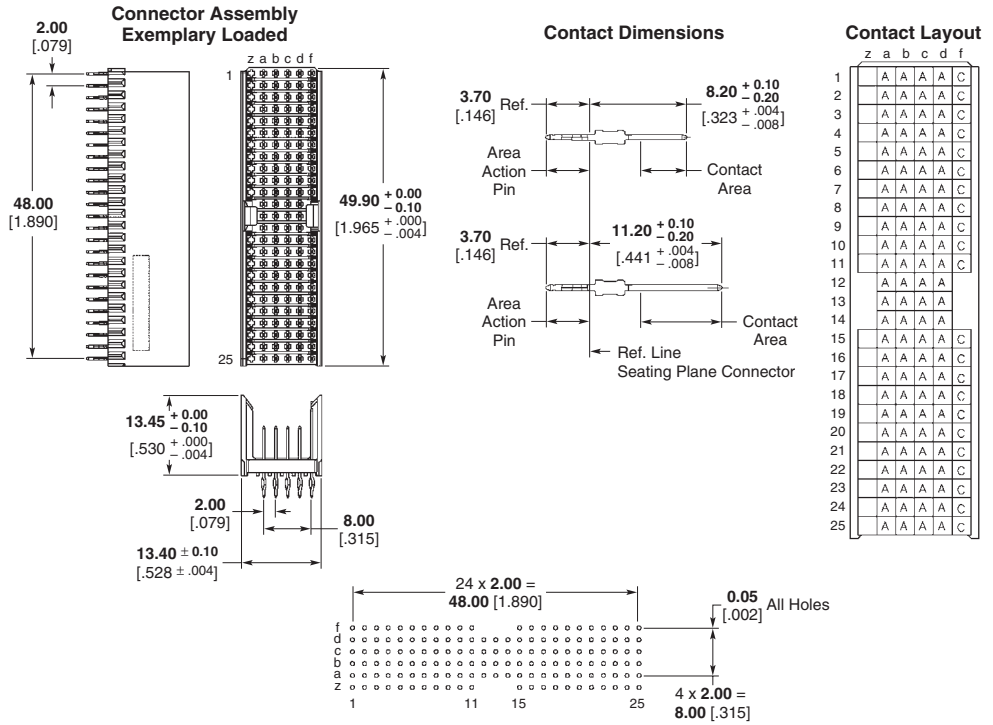 Connector Assembly
Exemplary Loaded
2.00
[.079]
z a b c d f
1
25
48.00
[1.890]
49.90 + 0.00 − 0.10
[1.965 + .000 − .004]
13.45 + 0.00 − 0.10
[.530 + .000 − .004]
2.00
[.079]
8.00
[.315]
13.40 ± 0.10
[.528 ± .004]
Contact Dimensions
3.70 Ref.
[.146]
8.20 + 0.10 − 0.20
[.323 + .004 − .008]
Area
Action
Pin
Contact
Area
3.70 Ref.
[.146]
11.20 + 0.10 − 0.20
[.441 + .004 − .008]
Area
Action
Pin
Contact
Area
Ref. Line
Seating Plane Connector
Contact Layout
z a b c d f
1 A A A A C
2 A A A A C
3 A A A A C
4 A A A A C
5 A A A A C
6 A A A A C
7 A A A A C
8 A A A A C
9 A A A A C
10 A A A A C
11 A A A A C
12 A A A A
13 A A A A
14 A A A A
15 A A A A C
16 A A A A C
17 A A A A C
18 A A A A C
19 A A A A C
20 A A A A C
21 A A A A C
22 A A A A C
23 A A A A C
24 A A A A C
25 A A A A C
24 x 2.00 =
48.00 [1.890]
0.05 All Holes
[.002]
f
d
c
b
a
z
1 11 15 25
4 x 2.00 =
8.00 [.315]